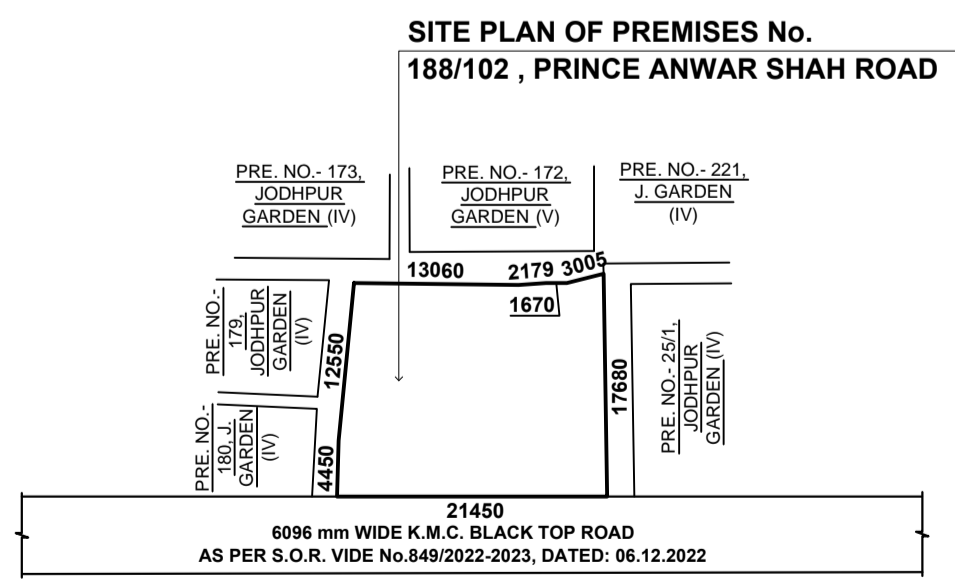 SITE PLAN OF PREMISES No.
188/102 , PRINCE ANWAR SHAH ROAD
PRE. NO.- 173,
JODHPUR
GARDEN (IV)
PRE. NO.- 172,
JODHPUR
GARDEN (V)
PRE. NO.- 221,
J. GARDEN
(IV)
13060
2179
3005
1670
PRE. NO.-
179,
JODHPUR
GARDEN
(IV)
12550
17680
PRE. NO.- 25/1,
JODHPUR
GARDEN (IV)
PRE. NO.-
180, J.
GARDEN
(IV)
4450
21450
6096 mm WIDE K.M.C. BLACK TOP ROAD
AS PER S.O.R. VIDE No.849/2022-2023, DATED: 06.12.2022